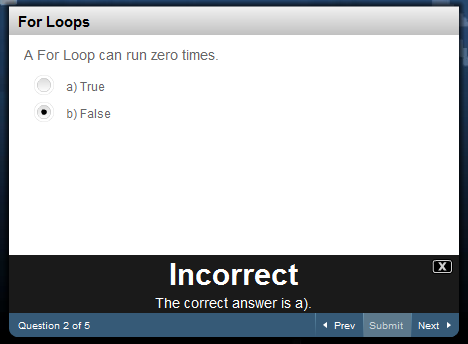 For Loops
A For Loop can run zero times.
a) True
b) False
X
Incorrect
The correct answer is a).
Question 2 of 5
Prev Submit Next